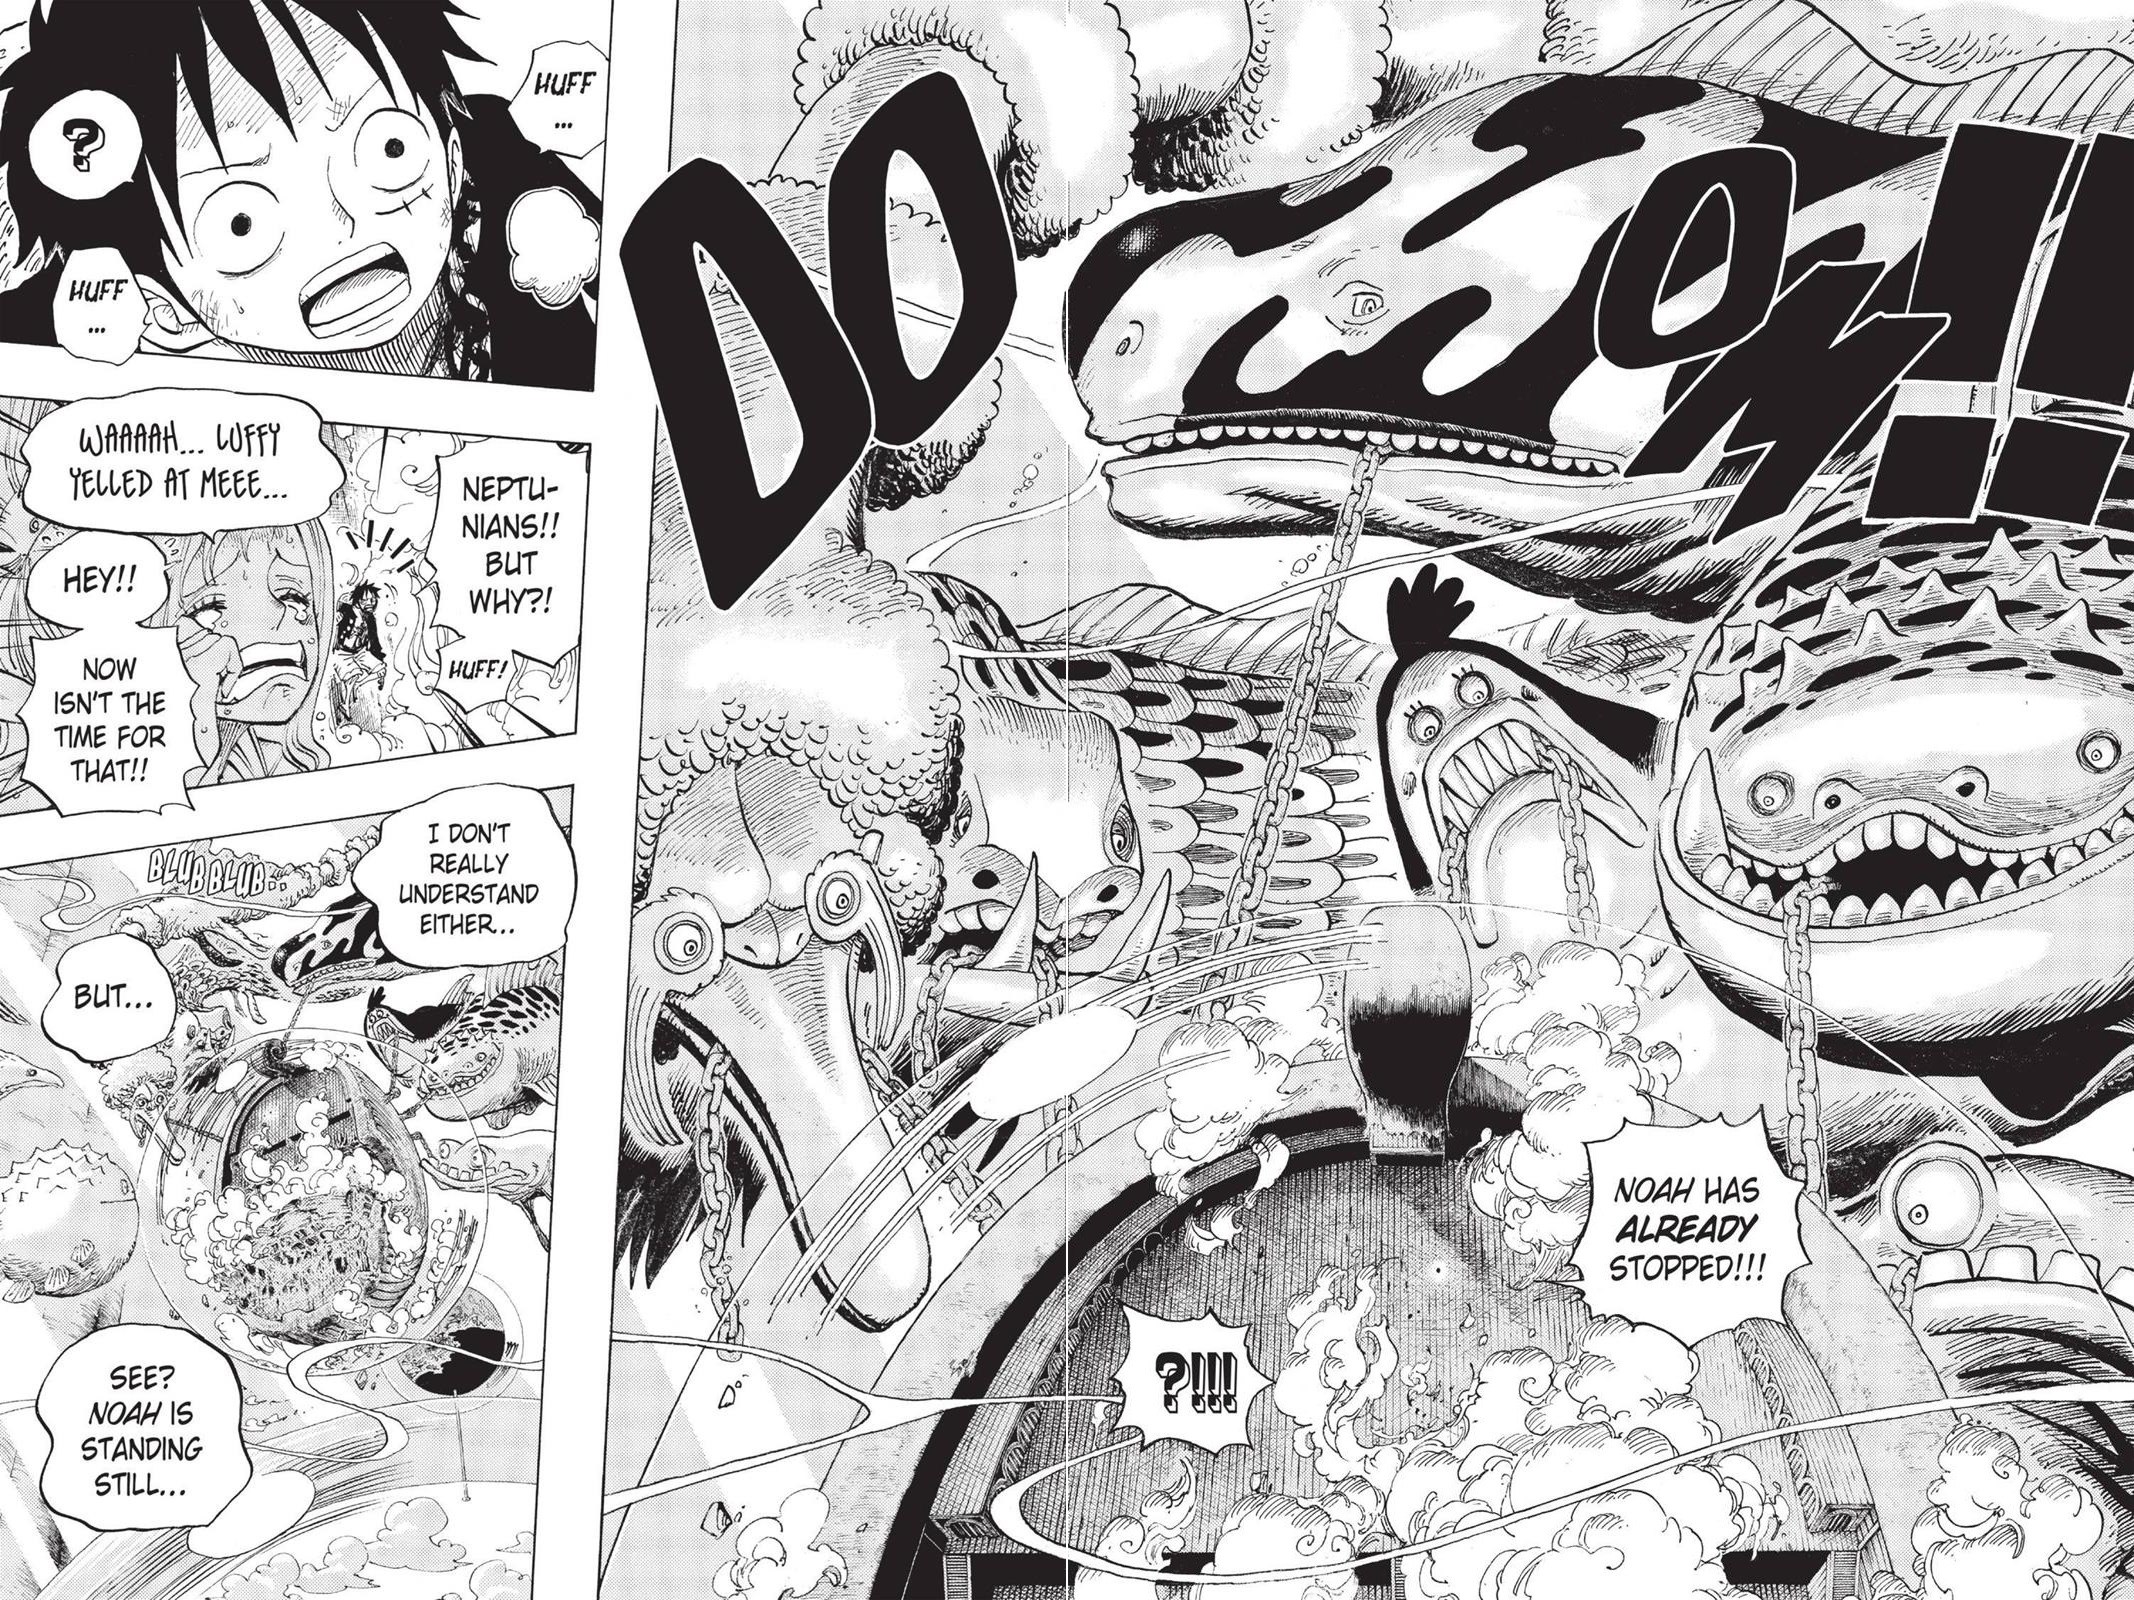 DOOM!!
NOAH HAS
ALREADY
STOPPED!!!
?!!!
HUFF
...
?
HUFF
...
NEPTU-
NIANS!!
BUT
WHY?!
HUFF!
WAAAAH... LUFFY
YELLED AT MEEE...
HEY!!
NOW
ISN'T THE
TIME FOR
THAT!!
I DON'T
REALLY
UNDERSTAND
EITHER...
BLUB BLUB..
BUT...
SEE?
NOAH IS
STANDING
STILL...